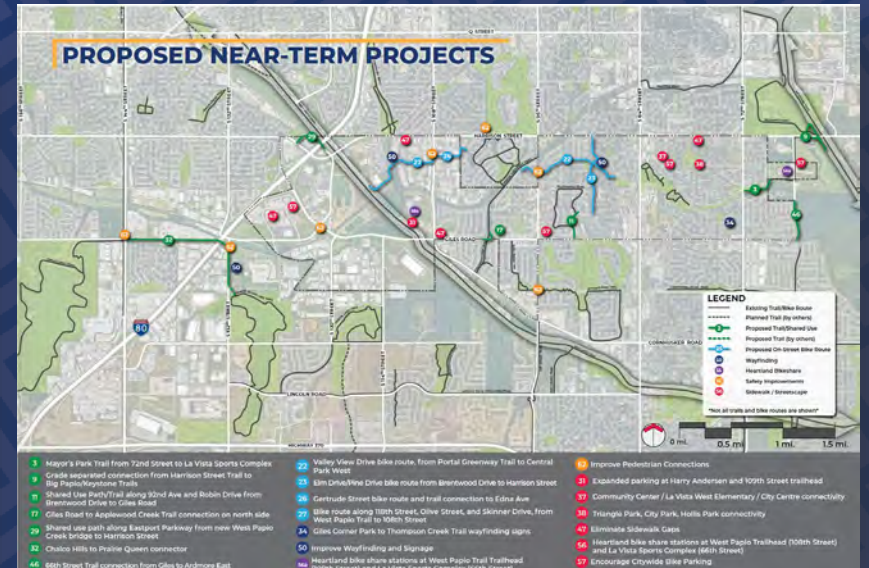 PROPOSED NEAR-TERM PROJECTS
Q STREET
HARRISON STREET
GILES ROAD
CORNHUSKER ROAD
LINCOLN ROAD
HIGHWAY 370
80
LEGEND
Existing Trail/Bike Route
Planned Trail (by others)
Proposed Trail/Shared Use
Proposed Trail (by others)
Proposed On-Street Bike Route
Wayfinding
Heartland Bikeshare
Safety Improvements
Sidewalk / Streetscape
*Not all trails and bike routes are shown*
0 mi.
0.5 mi
1 mi.
1.5 mi.
3 Mayor's Park Trail from 72nd Street to La Vista Sports Complex
9 Grade separated connection from Harrison Street Trail to
Big Papio/Keystone Trails
11 Shared Use Path/Trail along 92nd Ave and Robin Drive from
Brentwood Drive to Giles Road
17 Giles Road to Applewood Creek Trail connection on north side
29 Shared use path along Eastport Parkway from new West Papio
Creek bridge to Harrison Street
32 Chalco Hills to Prairie Queen connector
46 66th Street Trail connection from Giles to Ardmore East
22 Valley View Drive bike route, from Portal Greenway Trail to Central
Park West
23 Elm Drive/Pine Drive bike route from Brentwood Drive to Harrison Street
26 Gertrude Street bike route and trail connection to Edna Ave
27 Bike route along 118th Street, Olive Street, and Skinner Drive, from
West Papio Trail to 108th Street
34 Giles Corner Park to Thompson Creek Trail wayfinding signs
50 Improve Wayfinding and Signage
Heartland bike share stations at West Papio Trail Trailhead
(108th Street) and La Vista Sports Complex (66th Street)
Improve Pedestrian Connections
31 Expanded parking at Harry Andersen and 109th Street trailhead
37 Community Center / La Vista West Elementary / City Centre connectivity
38 Triangle Park, City Park, Hollis Park connectivity
47 Eliminate Sidewalk Gaps
56 Heartland bike share stations at West Papio Trailhead (108th Street)
and La Vista Sports Complex (66th Street)
57 Encourage Citywide Bike Parking